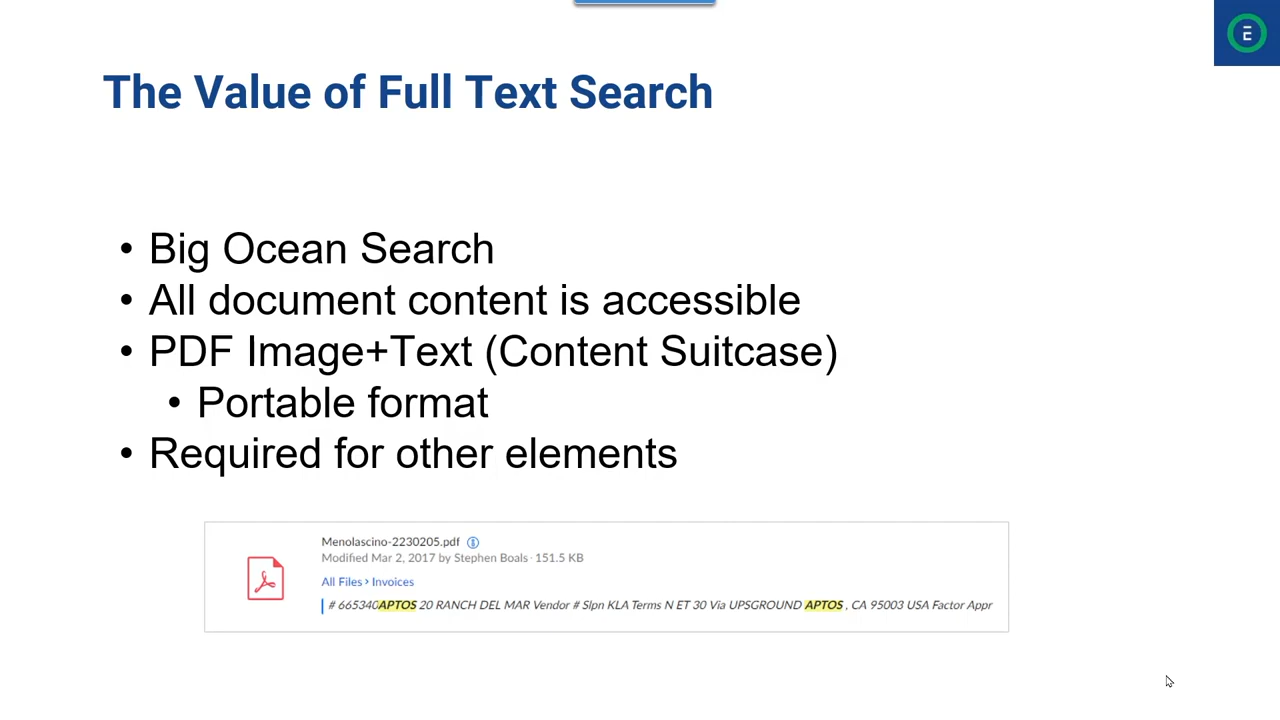 E
The Value of Full Text Search
• Big Ocean Search
• All document content is accessible
• PDF Image+Text (Content Suitcase)
• Portable format
• Required for other elements
Menolascino-2230205.pdf
Modified Mar 2, 2017 by Stephen Boals · 151.5 KB
All Files › Invoices
# 665340APTOS 20 RANCH DEL MAR Vendor # Slpn KLA Terms N ET 30 Via UPSGROUND APTOS , CA 95003 USA Factor Appr